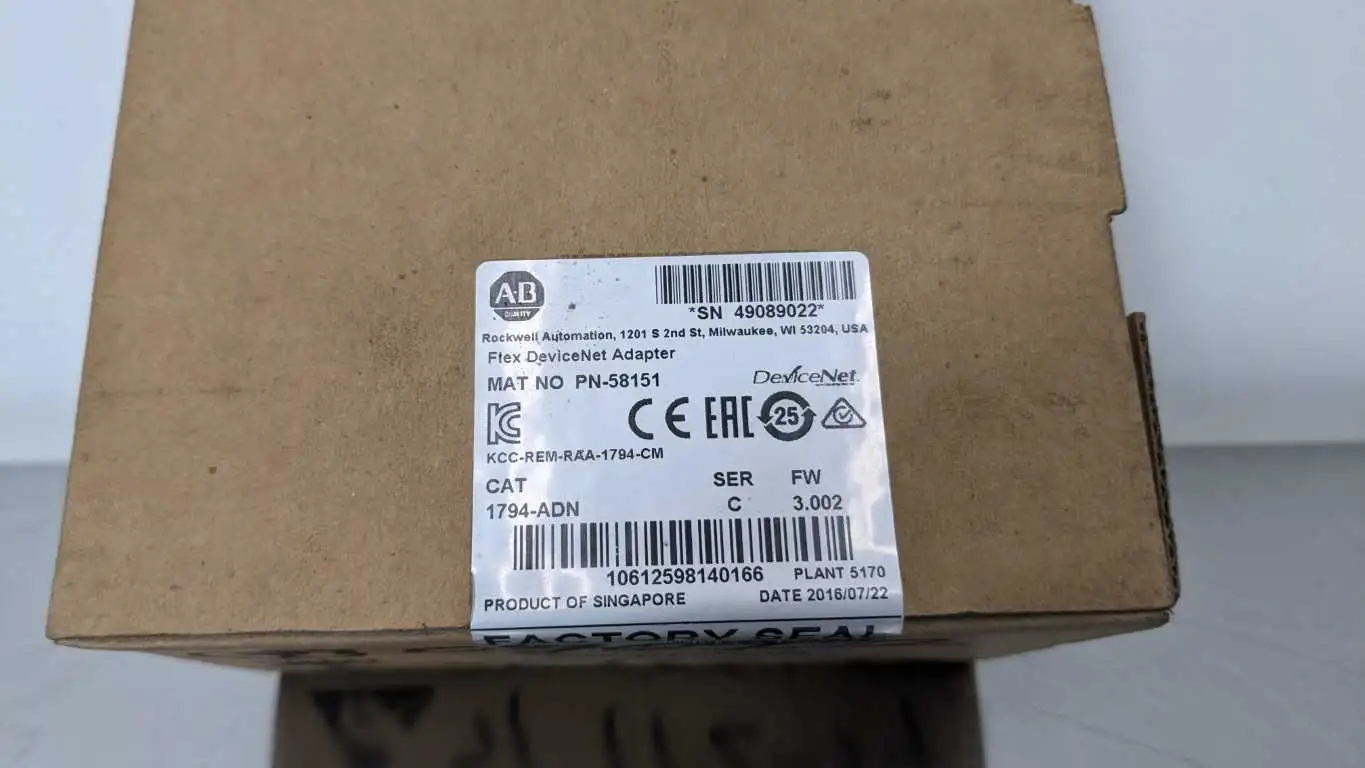 A·B
QUALITY
*SN 49089022*
Rockwell Automation, 1201 S 2nd St, Milwaukee, WI 53204, USA
Flex DeviceNet Adapter
MAT NO PN-58151
DeviceNet
CE EAC 25
KCC-REM-RAA-1794-CM
CAT SER FW
1794-ADN C 3.002
10612598140166 PLANT 5170
PRODUCT OF SINGAPORE DATE 2016/07/22
FACTORY SEAL